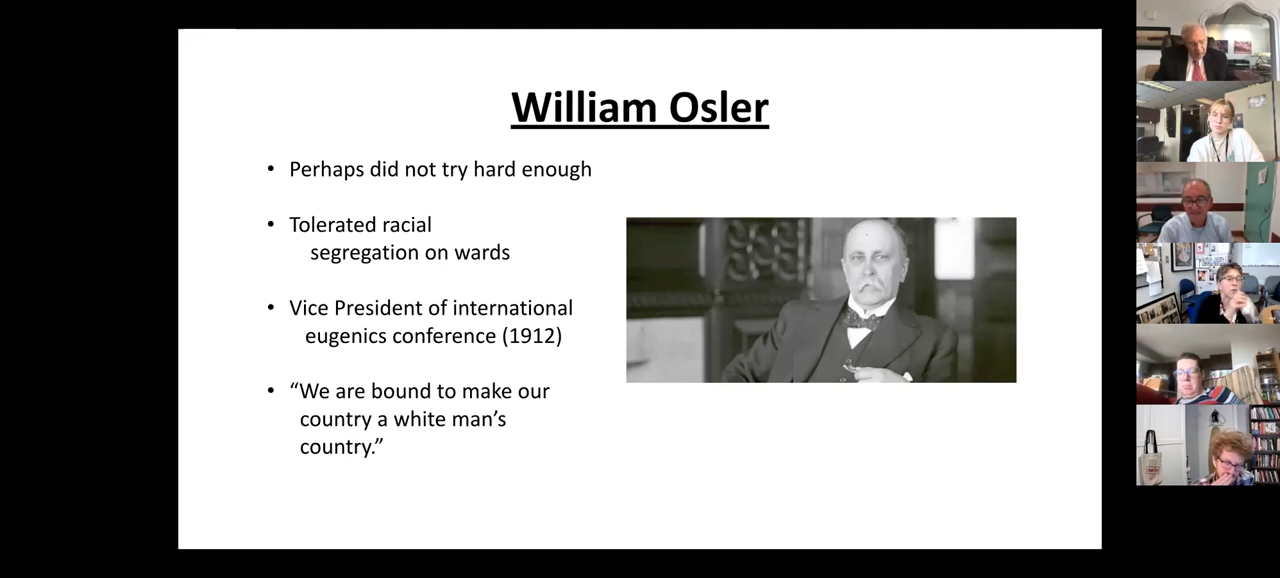 William Osler
• Perhaps did not try hard enough
• Tolerated racial
segregation on wards
• Vice President of international
eugenics conference (1912)
• “We are bound to make our
country a white man’s
country.”